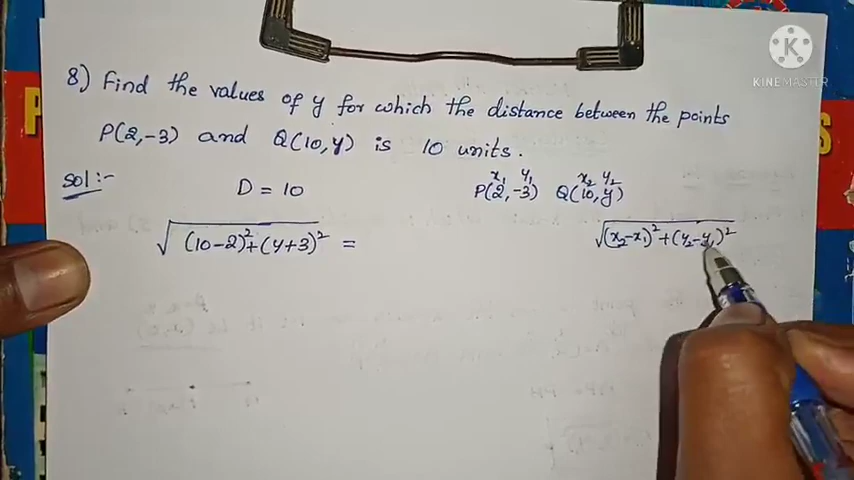 8) Find the values of y for which the distance between the points
P(2,-3) and Q(10,y) is 10 units.
Sol:-
D = 10
x₁ y₁ x₂ y₂
P(2,-3) Q(10,y)
√(10-2)²+(y+3)² =
√(x₂-x₁)²+(y₂-y₁)²
K
KINEMASTER